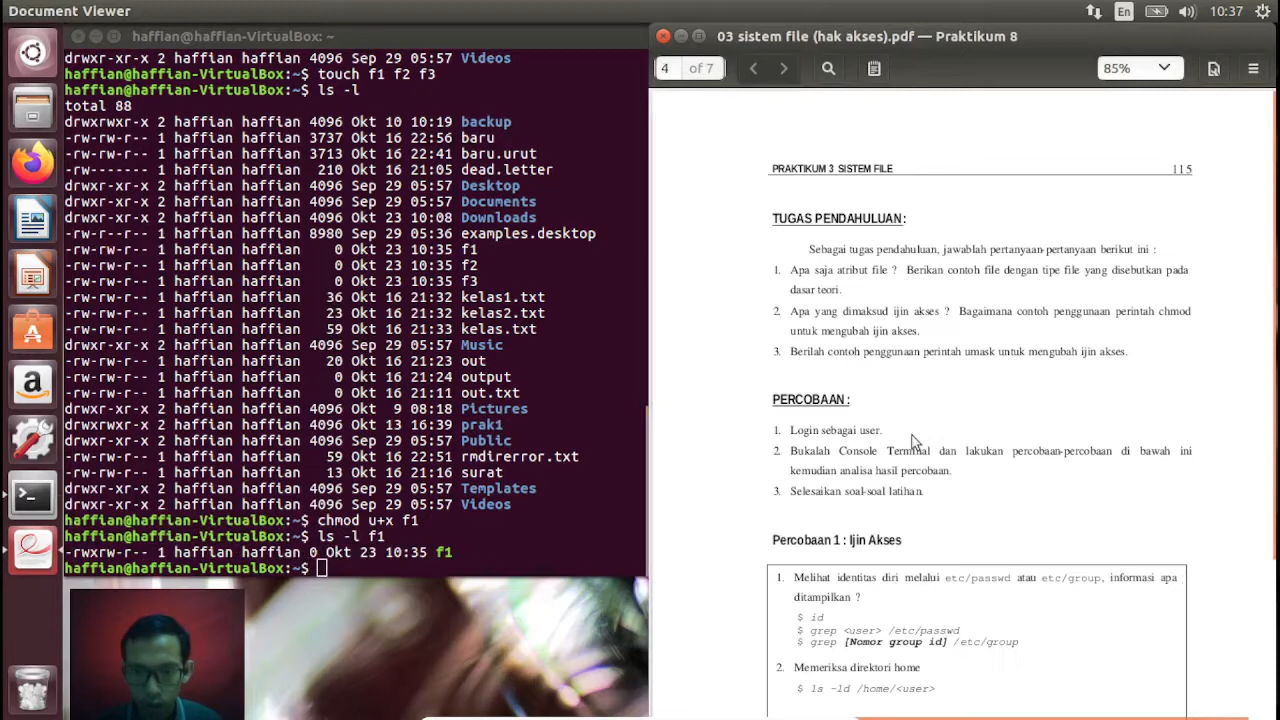 Document Viewer
En
10:37
haffian@haffian-VirtualBox: ~
drwxr-xr-x 2 haffian haffian 4096 Sep 29 05:57 Videos
haffian@haffian-VirtualBox:~$ touch f1 f2 f3
haffian@haffian-VirtualBox:~$ ls -l
total 88
drwxrwxr-x 2 haffian haffian 4096 Okt 10 10:19 backup
-rw-rw-r-- 1 haffian haffian 3737 Okt 16 22:56 baru
-rw-rw-r-- 1 haffian haffian 3713 Okt 16 22:41 baru.urut
-rw------- 1 haffian haffian  210 Okt 16 21:05 dead.letter
drwxr-xr-x 2 haffian haffian 4096 Sep 29 05:57 Desktop
drwxr-xr-x 2 haffian haffian 4096 Sep 29 05:57 Documents
drwxr-xr-x 2 haffian haffian 4096 Okt 23 10:08 Downloads
-rw-r--r-- 1 haffian haffian 8980 Sep 29 05:36 examples.desktop
-rw-rw-r-- 1 haffian haffian    0 Okt 23 10:35 f1
-rw-rw-r-- 1 haffian haffian    0 Okt 23 10:35 f2
-rw-rw-r-- 1 haffian haffian    0 Okt 23 10:35 f3
-rw-rw-r-- 1 haffian haffian   36 Okt 16 21:32 kelas1.txt
-rw-rw-r-- 1 haffian haffian   23 Okt 16 21:32 kelas2.txt
-rw-rw-r-- 1 haffian haffian   59 Okt 16 21:33 kelas.txt
drwxr-xr-x 2 haffian haffian 4096 Sep 29 05:57 Music
-rw-rw-r-- 1 haffian haffian   20 Okt 16 21:23 out
-rw-rw-r-- 1 haffian haffian    0 Okt 16 21:24 output
-rw-rw-r-- 1 haffian haffian    0 Okt 16 21:11 out.txt
drwxr-xr-x 2 haffian haffian 4096 Okt  9 08:18 Pictures
drwxrwxr-x 2 haffian haffian 4096 Okt 13 16:39 prak1
drwxr-xr-x 2 haffian haffian 4096 Sep 29 05:57 Public
-rw-rw-r-- 1 haffian haffian   59 Okt 16 22:51 rmdirerror.txt
-rw-rw-r-- 1 haffian haffian   13 Okt 16 21:16 surat
drwxr-xr-x 2 haffian haffian 4096 Sep 29 05:57 Templates
drwxr-xr-x 2 haffian haffian 4096 Sep 29 05:57 Videos
haffian@haffian-VirtualBox:~$ chmod u+x f1
haffian@haffian-VirtualBox:~$ ls -l f1
-rwxrw-r-- 1 haffian haffian 0 Okt 23 10:35 f1
haffian@haffian-VirtualBox:~$
03 sistem file (hak akses).pdf — Praktikum 8
4 of 7
85%
PRAKTIKUM 3 SISTEM FILE 115
TUGAS PENDAHULUAN:
Sebagai tugas pendahuluan, jawablah pertanyaan-pertanyaan berikut ini :
1. Apa saja atribut file ? Berikan contoh file dengan tipe file yang disebutkan pada
dasar teori.
2. Apa yang dimaksud ijin akses ? Bagaimana contoh penggunaan perintah chmod
untuk mengubah ijin akses.
3. Berilah contoh penggunaan perintah umask untuk mengubah ijin akses.
PERCOBAAN :
1. Login sebagai user.
2. Bukalah Console Terminal dan lakukan percobaan-percobaan di bawah ini
kemudian analisa hasil percobaan.
3. Selesaikan soal-soal latihan.
Percobaan 1 : Ijin Akses
1. Melihat identitas diri melalui etc/passwd atau etc/group, informasi apa
ditampilkan ?
$ id
$ grep <user> /etc/passwd
$ grep [Nomor group id] /etc/group
2. Memeriksa direktori home
$ ls -ld /home/<user>